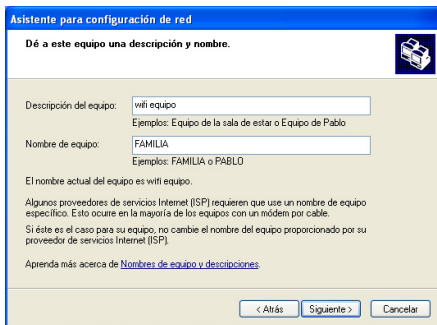 Asistente para configuración de red
Dé a este equipo una descripción y nombre.
Descripción del equipo:
wifi equipo
Ejemplos: Equipo de la sala de estar o Equipo de Pablo
Nombre de equipo:
FAMILIA
Ejemplos: FAMILIA o PABLO
El nombre actual del equipo es wifi equipo.
Algunos proveedores de servicios Internet (ISP) requieren que use un nombre de equipo
específico. Esto ocurre en la mayoría de los equipos con un módem por cable.
Si éste es el caso para su equipo, no cambie el nombre del equipo proporcionado por su
proveedor de servicios Internet (ISP).
Aprenda más acerca de Nombres de equipo y descripciones.
< Atrás
Siguiente >
Cancelar